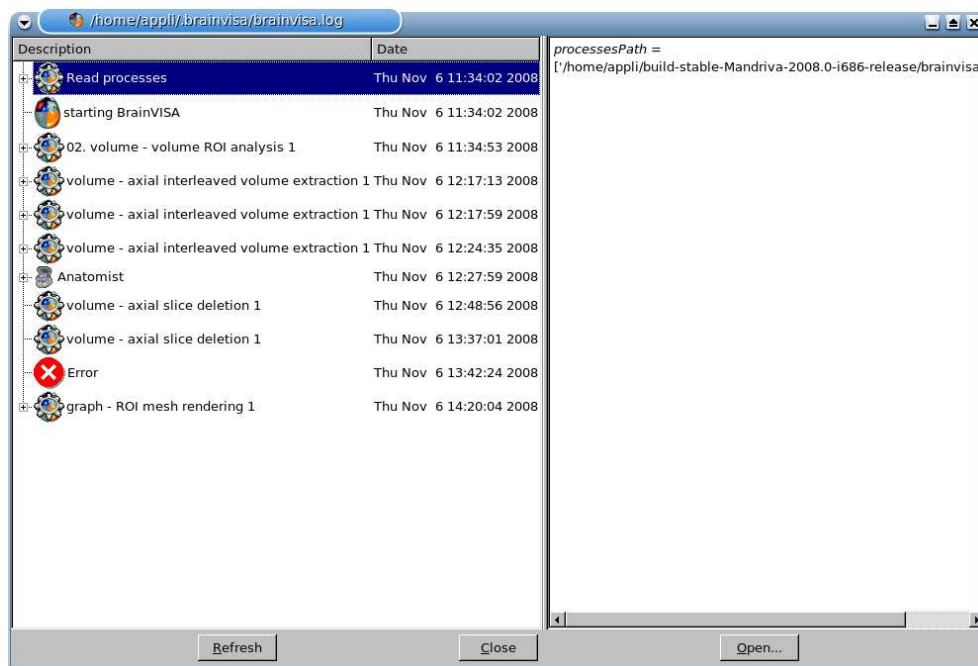 /home/appli/.brainvisa/brainvisa.log
Description Date
Read processes Thu Nov 6 11:34:02 2008
starting BrainVISA Thu Nov 6 11:34:02 2008
02. volume - volume ROI analysis 1 Thu Nov 6 11:34:53 2008
volume - axial interleaved volume extraction 1 Thu Nov 6 12:17:13 2008
volume - axial interleaved volume extraction 1 Thu Nov 6 12:17:59 2008
volume - axial interleaved volume extraction 1 Thu Nov 6 12:24:35 2008
Anatomist Thu Nov 6 12:27:59 2008
volume - axial slice deletion 1 Thu Nov 6 12:48:56 2008
volume - axial slice deletion 1 Thu Nov 6 13:37:01 2008
Error Thu Nov 6 13:42:24 2008
graph - ROI mesh rendering 1 Thu Nov 6 14:20:04 2008
processesPath =
['/home/appli/build-stable-Mandriva-2008.0-i686-release/brainvisa
Refresh Close Open...